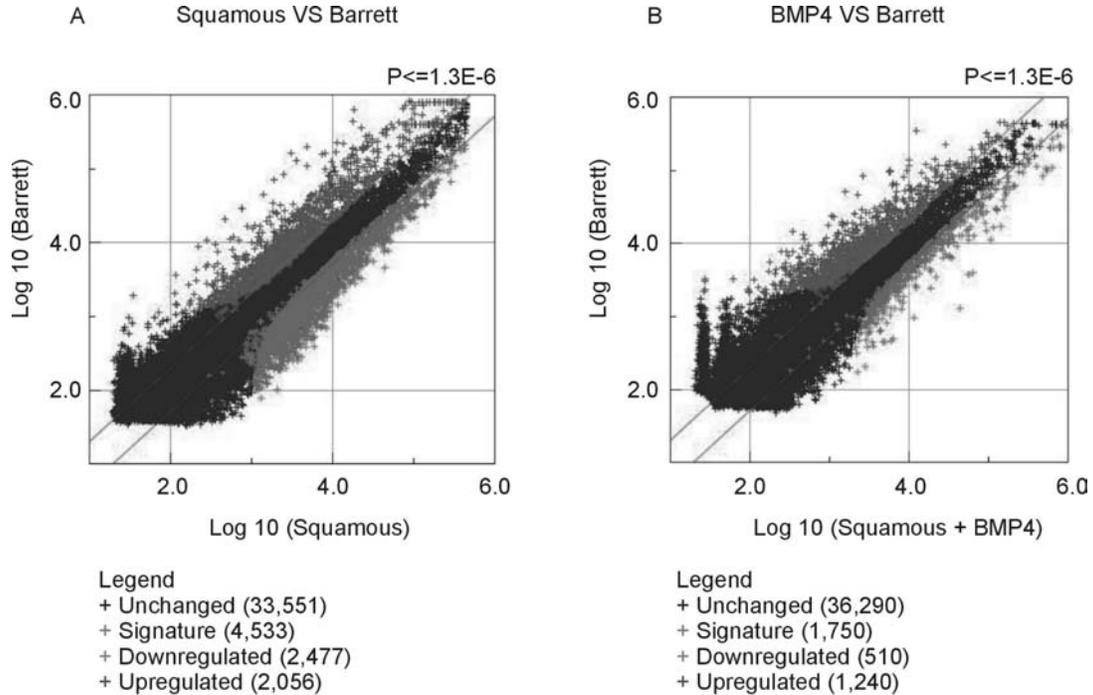 A Squamous VS Barrett
P<=1.3E-6
6.0
4.0
2.0
Log 10 (Barrett)
2.0 4.0 6.0
Log 10 (Squamous)
Legend
+ Unchanged (33,551)
+ Signature (4,533)
+ Downregulated (2,477)
+ Upregulated (2,056)
B BMP4 VS Barrett
P<=1.3E-6
6.0
4.0
2.0
Log 10 (Barrett)
2.0 4.0 6.0
Log 10 (Squamous + BMP4)
Legend
+ Unchanged (36,290)
+ Signature (1,750)
+ Downregulated (510)
+ Upregulated (1,240)